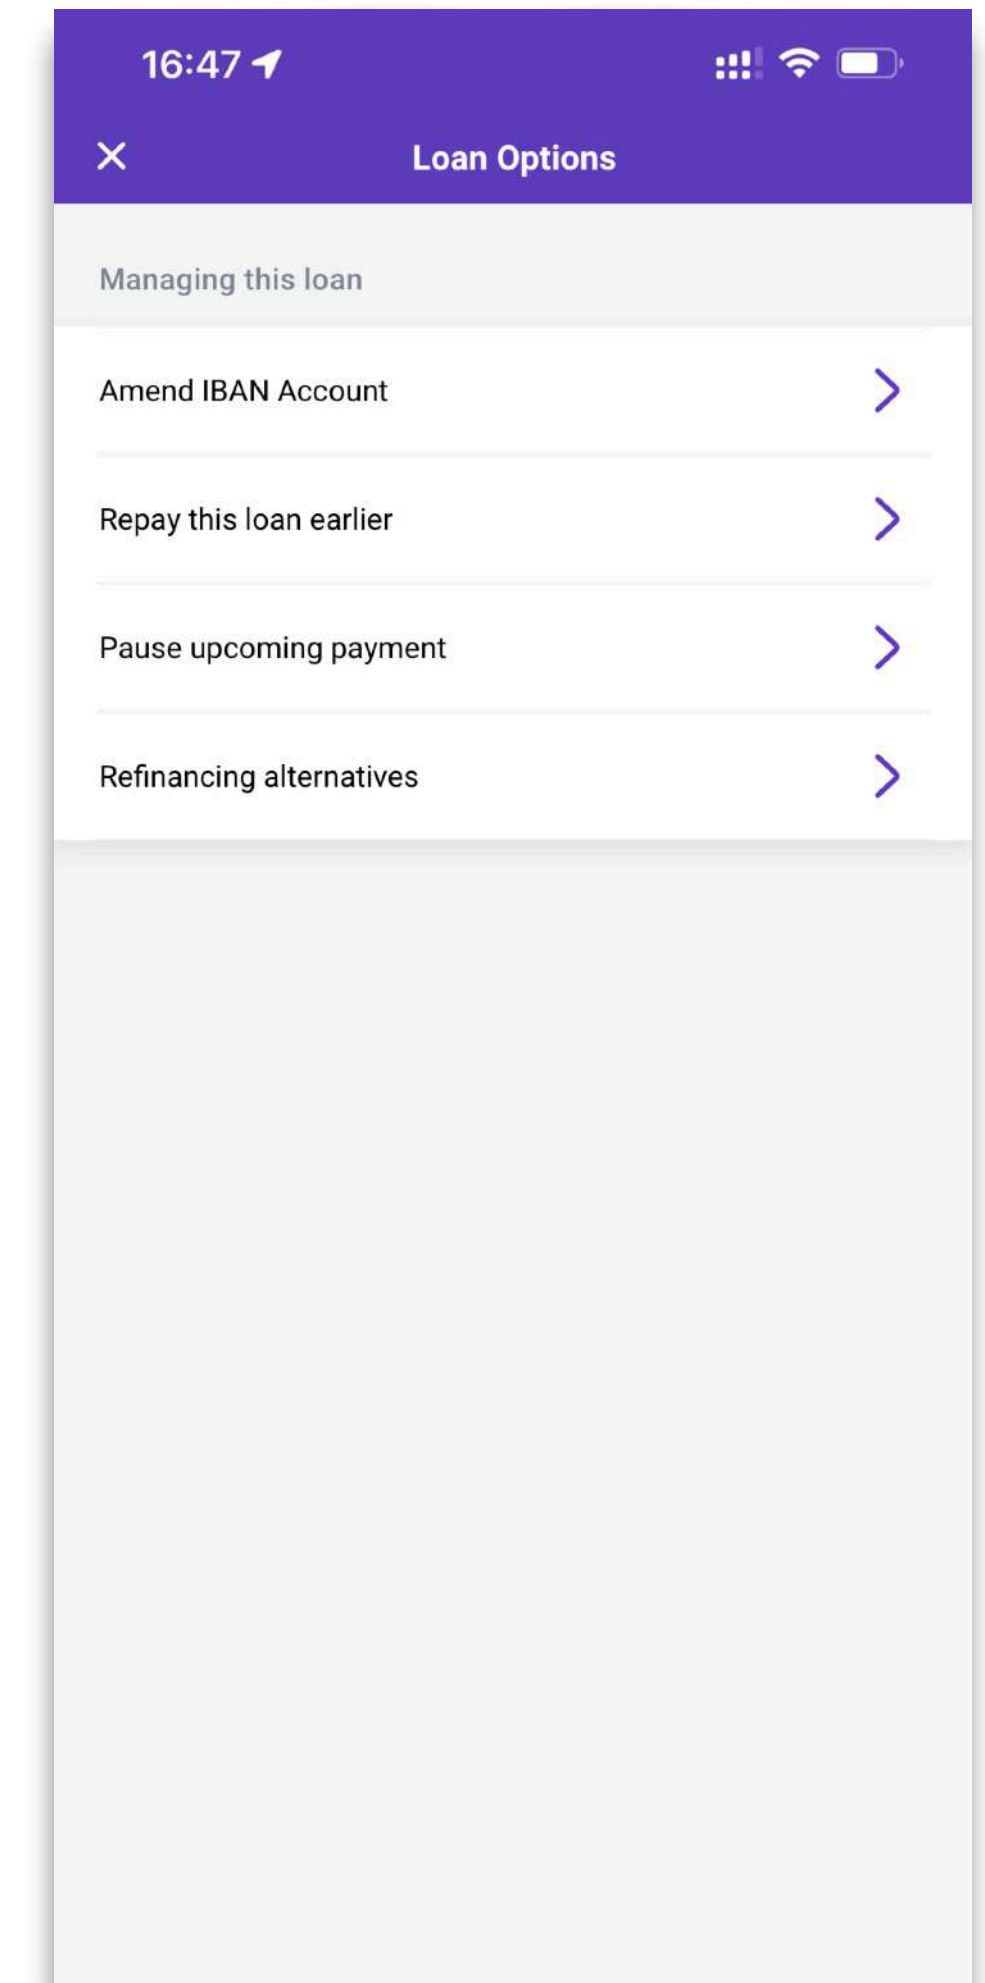 16:47
Loan Options
Managing this loan
Amend IBAN Account
Repay this loan earlier
Pause upcoming payment
Refinancing alternatives